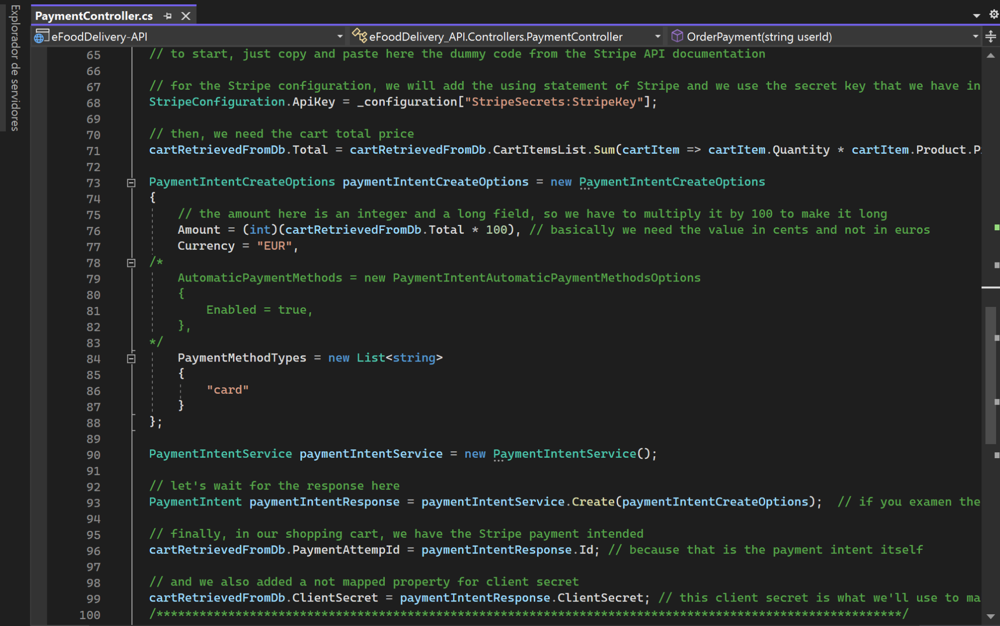 Explorador de servidores
PaymentController.cs
eFoodDelivery-API eFoodDelivery_API.Controllers.PaymentController OrderPayment(string userId)
65 // to start, just copy and paste here the dummy code from the Stripe API documentation
66
67 // for the Stripe configuration, we will add the using statement of Stripe and we use the secret key that we have in
68 StripeConfiguration.ApiKey = _configuration["StripeSecrets:StripeKey"];
69
70 // then, we need the cart total price
71 cartRetrievedFromDb.Total = cartRetrievedFromDb.CartItemsList.Sum(cartItem => cartItem.Quantity * cartItem.Product.P
72
73 PaymentIntentCreateOptions paymentIntentCreateOptions = new PaymentIntentCreateOptions
74 {
75 // the amount here is an integer and a long field, so we have to multiply it by 100 to make it long
76 Amount = (int)(cartRetrievedFromDb.Total * 100), // basically we need the value in cents and not in euros
77 Currency = "EUR",
78 /*
79 AutomaticPaymentMethods = new PaymentIntentAutomaticPaymentMethodsOptions
80 {
81 Enabled = true,
82 },
83 */
84 PaymentMethodTypes = new List<string>
85 {
86 "card"
87 }
88 };
89
90 PaymentIntentService paymentIntentService = new PaymentIntentService();
91
92 // let's wait for the response here
93 PaymentIntent paymentIntentResponse = paymentIntentService.Create(paymentIntentCreateOptions); // if you examen the
94
95 // finally, in our shopping cart, we have the Stripe payment intended
96 cartRetrievedFromDb.PaymentAttempId = paymentIntentResponse.Id; // because that is the payment intent itself
97
98 // and we also added a not mapped property for client secret
99 cartRetrievedFromDb.ClientSecret = paymentIntentResponse.ClientSecret; // this client secret is what we'll use to ma
100 /********************************************************************************************************/